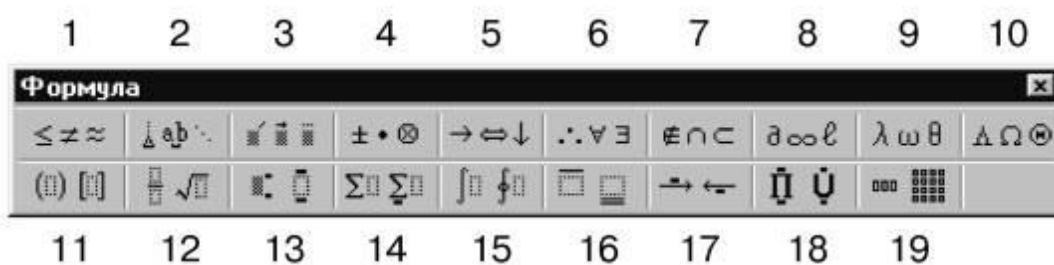 1 2 3 4 5 6 7 8 9 10
Формула
≤ ≠ ≈ ab ⋱ ± • ⊗ → ⇔ ↓ ∴ ∀ ∃ ∉ ∩ ⊂ ∂ ∞ ℓ λ ω θ Λ Ω Θ
(▯) [▯] √▯ Σ▯ Σ▯ ∫▯ ∮▯ → ← Π Ụ
11 12 13 14 15 16 17 18 19